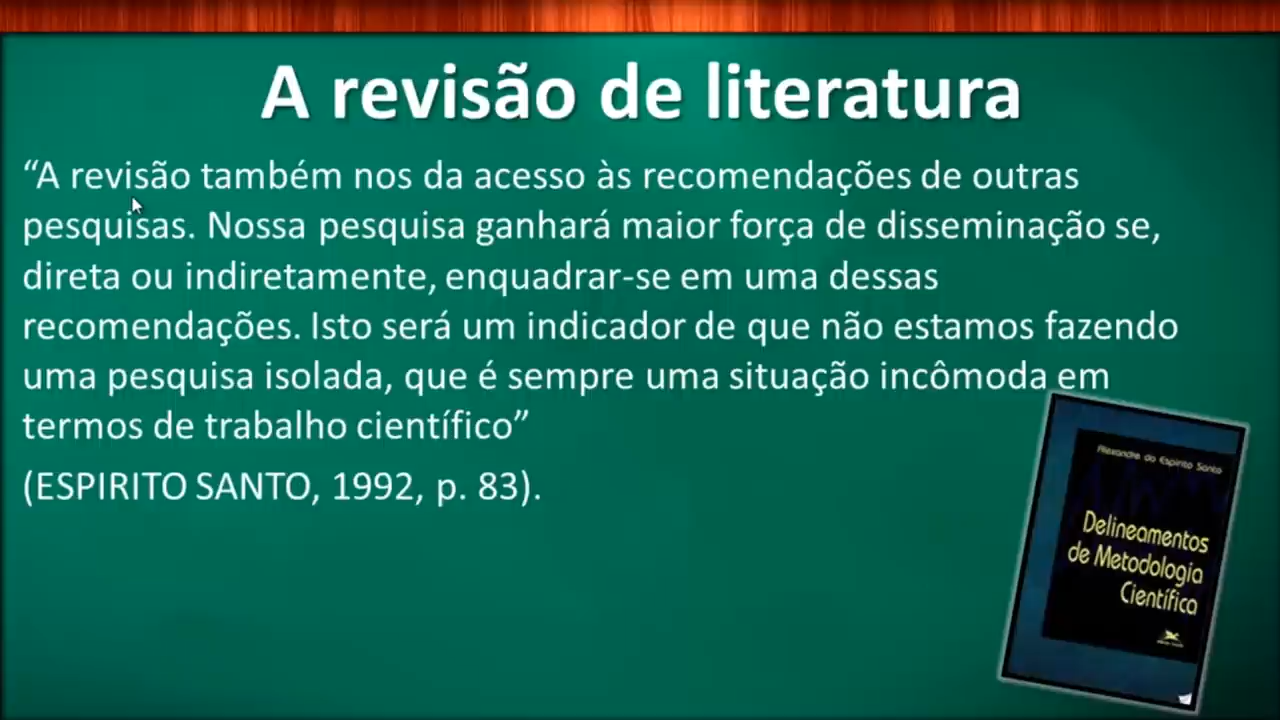 A revisão de literatura
“A revisão também nos da acesso às recomendações de outras
pesquisas. Nossa pesquisa ganhará maior força de disseminação se,
direta ou indiretamente, enquadrar-se em uma dessas
recomendações. Isto será um indicador de que não estamos fazendo
uma pesquisa isolada, que é sempre uma situação incômoda em
termos de trabalho científico”
(ESPIRITO SANTO, 1992, p. 83).
Alexandre do Espírito Santo
Delineamentos
de Metodologia
Científica